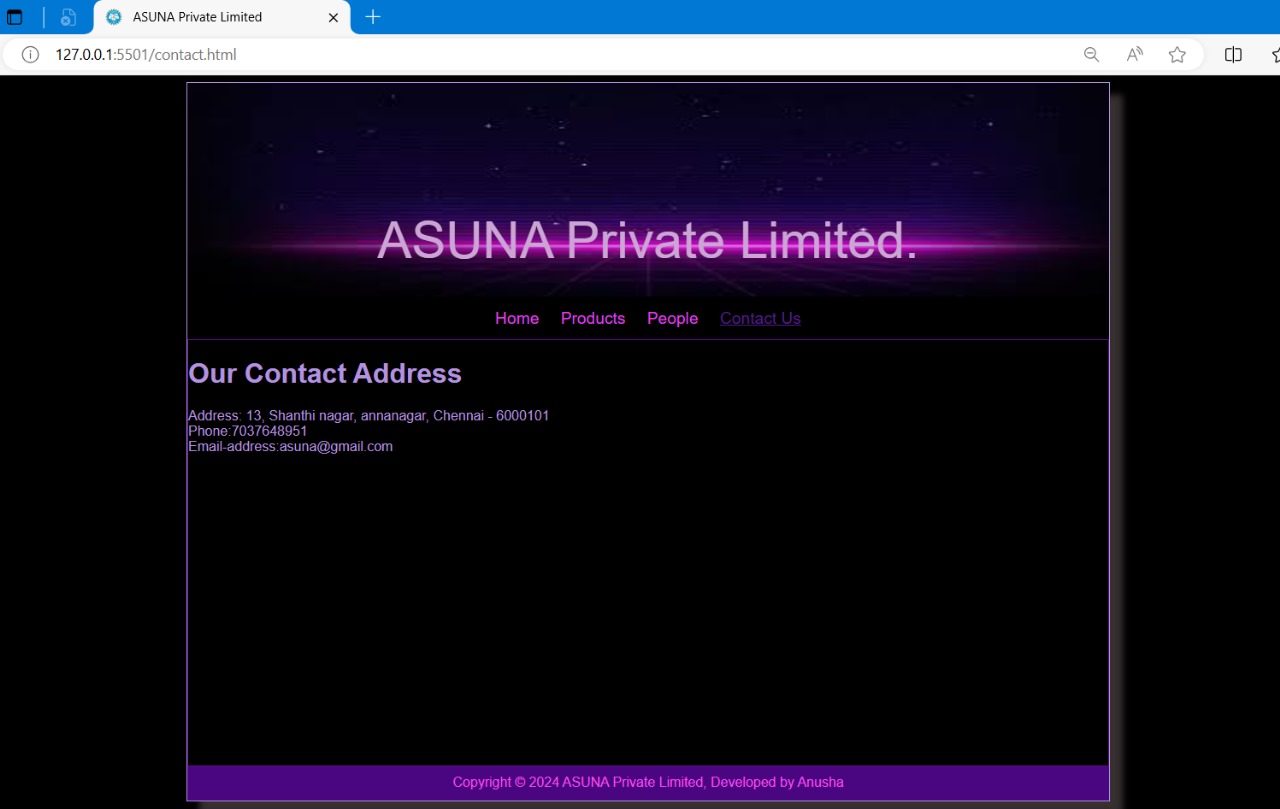 ASUNA Private Limited
127.0.0.1:5501/contact.html
ASUNA Private Limited.
Home Products People Contact Us
Our Contact Address
Address: 13, Shanthi nagar, annanagar, Chennai - 6000101
Phone:7037648951
Email-address:asuna@gmail.com
Copyright © 2024 ASUNA Private Limited, Developed by Anusha